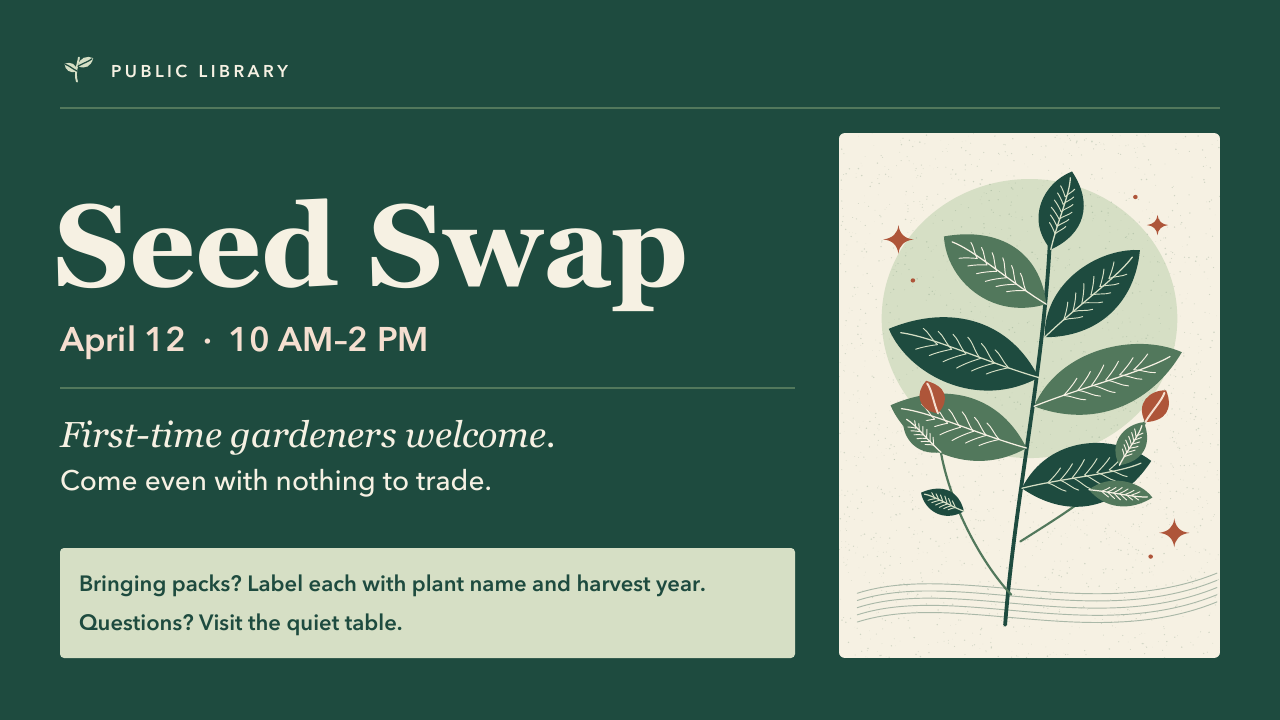 PUBLIC LIBRARY
Seed Swap
April 12 · 10 AM–2 PM
First-time gardeners welcome.
Come even with nothing to trade.
Bringing packs? Label each with plant name and harvest year.
Questions? Visit the quiet table.